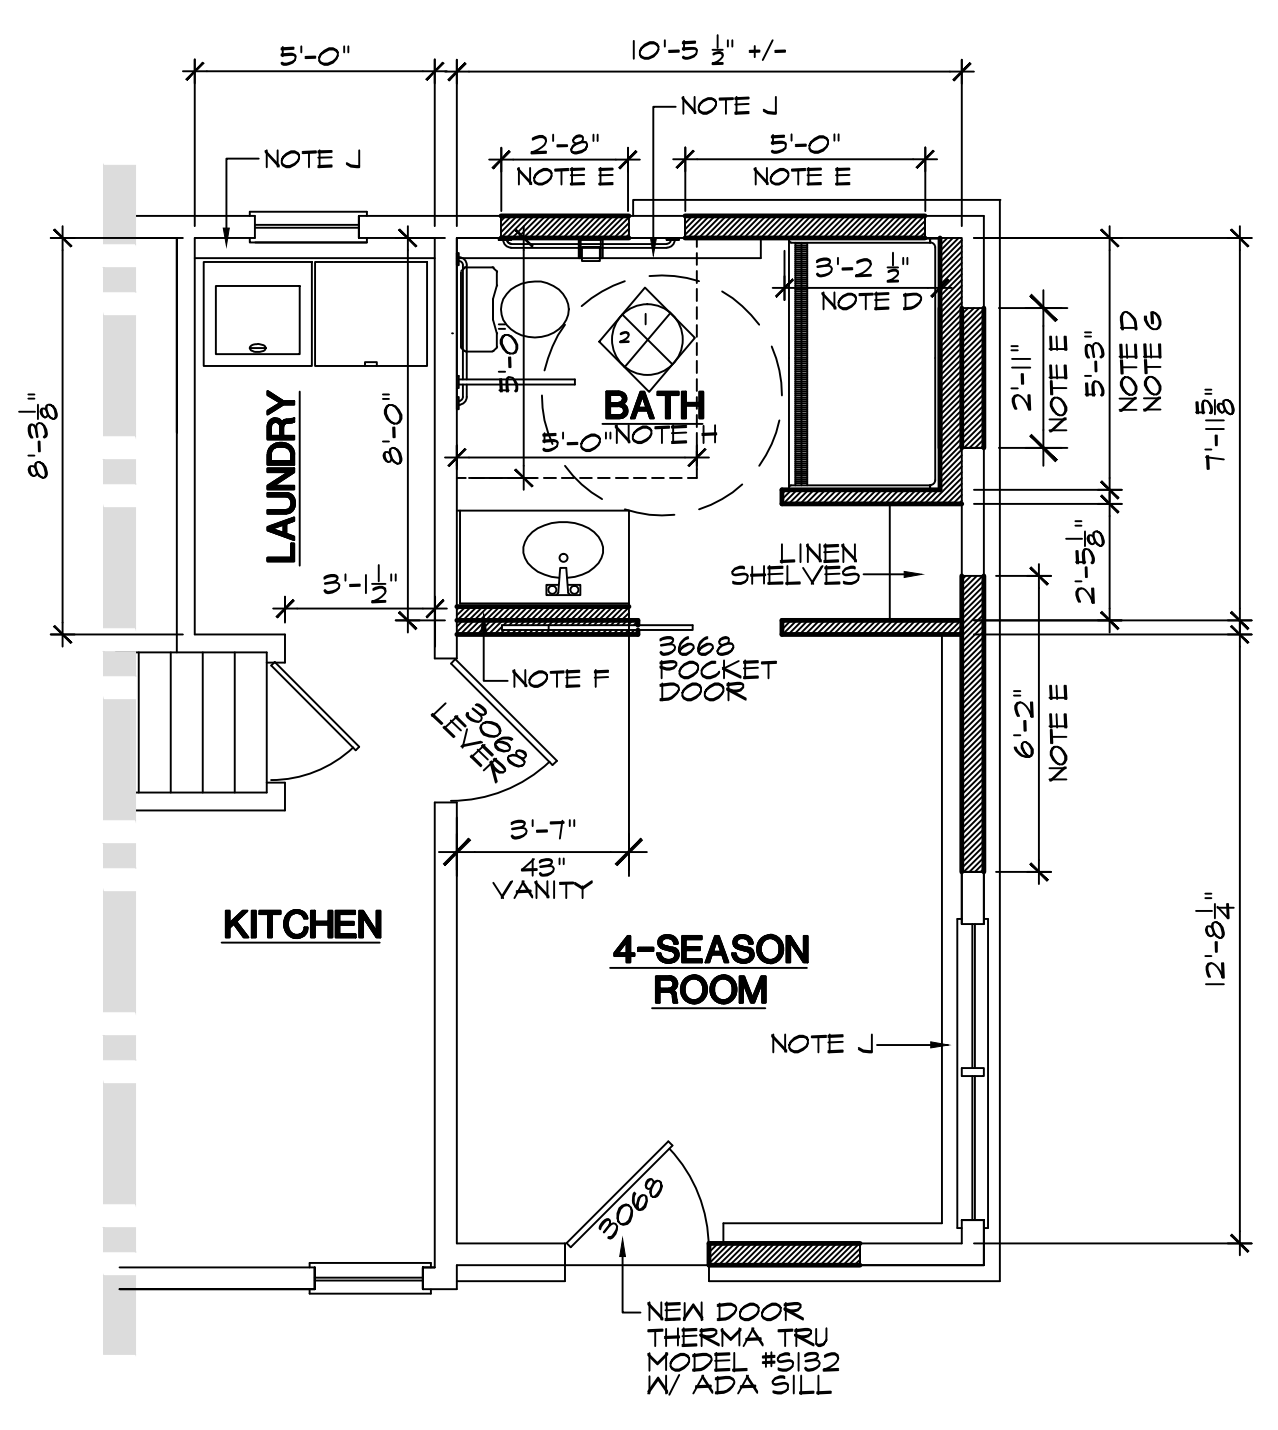 5'-0"
10'-5 1/2" +/-
NOTE J
2'-8"
NOTE E
5'-0"
NOTE E
NOTE J
3'-2 1/2"
NOTE D
1
2
5'-0"
BATH
NOTE H
5'-0"
2'-11"
NOTE E
5'-3"
NOTE D
NOTE G
7'-11 5/8"
8'-3 1/8"
LAUNDRY
8'-0"
3'-1 1/2"
LINEN
SHELVES
2'-5 1/8"
3668
POCKET
DOOR
NOTE F
3068
LEVER
6'-2"
NOTE E
3'-7"
43"
VANITY
KITCHEN
4-SEASON
ROOM
12'-8 1/4"
NOTE J
3068
NEW DOOR
THERMA TRU
MODEL #S132
W/ ADA SILL